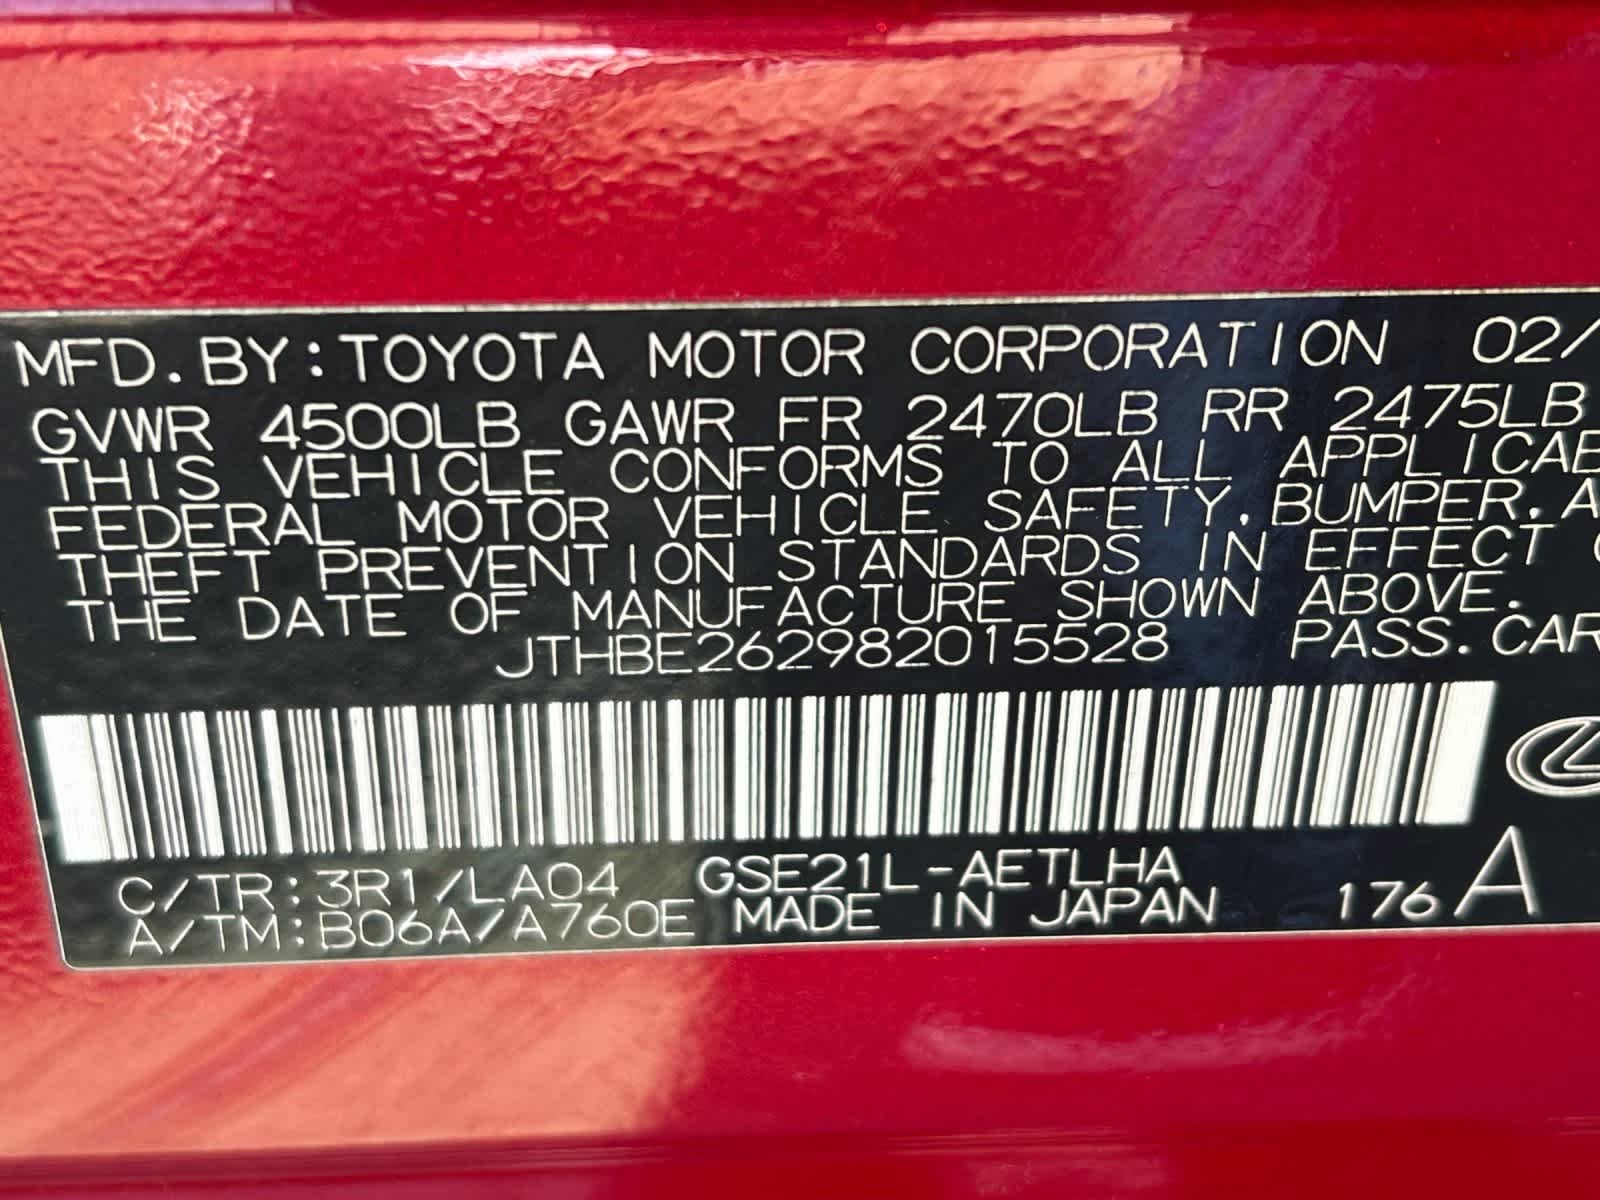 MFD. BY: TOYOTA MOTOR CORPORATION 02/
GVWR 4500LB GAWR FR 2470LB RR 2475LB
THIS VEHICLE CONFORMS TO ALL APPLICAB
FEDERAL MOTOR VEHICLE SAFETY, BUMPER, A
THEFT PREVENTION STANDARDS IN EFFECT
THE DATE OF MANUFACTURE SHOWN ABOVE.
JTHBE262982015528 PASS. CAR
C/TR: 3R1/LA04 GSE21L-AETLHA
A/TM: B06A/A760E MADE IN JAPAN 176 A